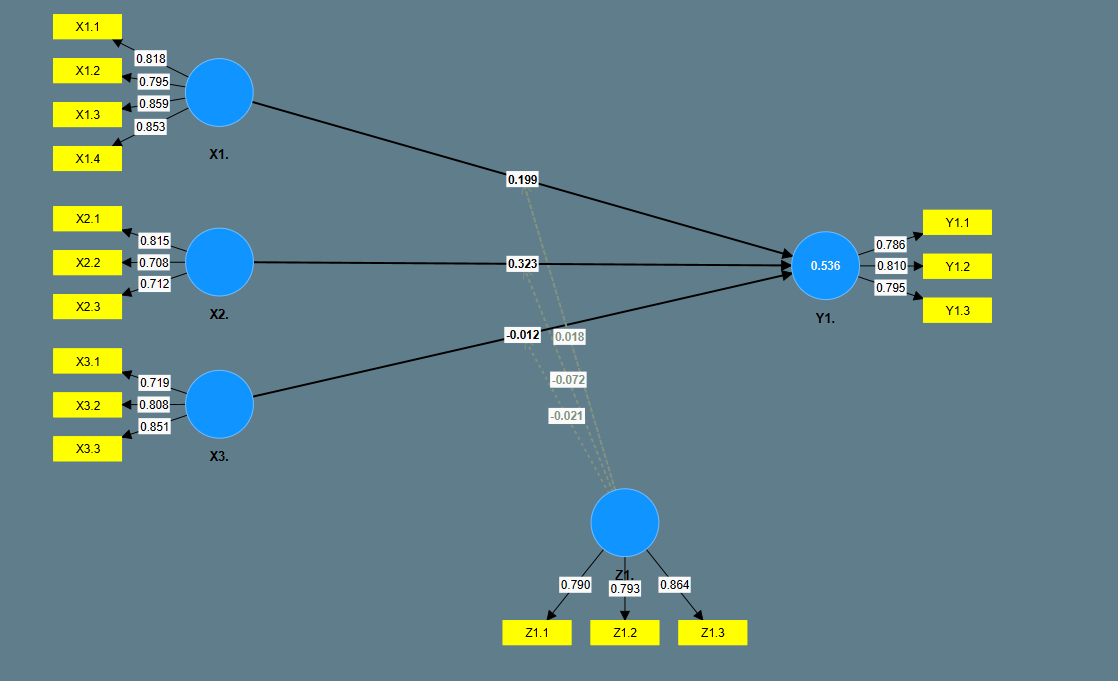 X1.1
0.818
X1.2
0.795
X1.3
0.859
0.853
X1.4
X1.
0.199
X2.1
0.815
X2.2
0.708
X2.3
0.712
X2.
0.323
X3.1
0.719
X3.2
0.808
X3.3
0.851
X3.
-0.012
0.018
-0.072
-0.021
0.536
Y1.
0.786
Y1.1
0.810
Y1.2
0.795
Y1.3
Z1.
0.790
0.793
0.864
Z1.1
Z1.2
Z1.3